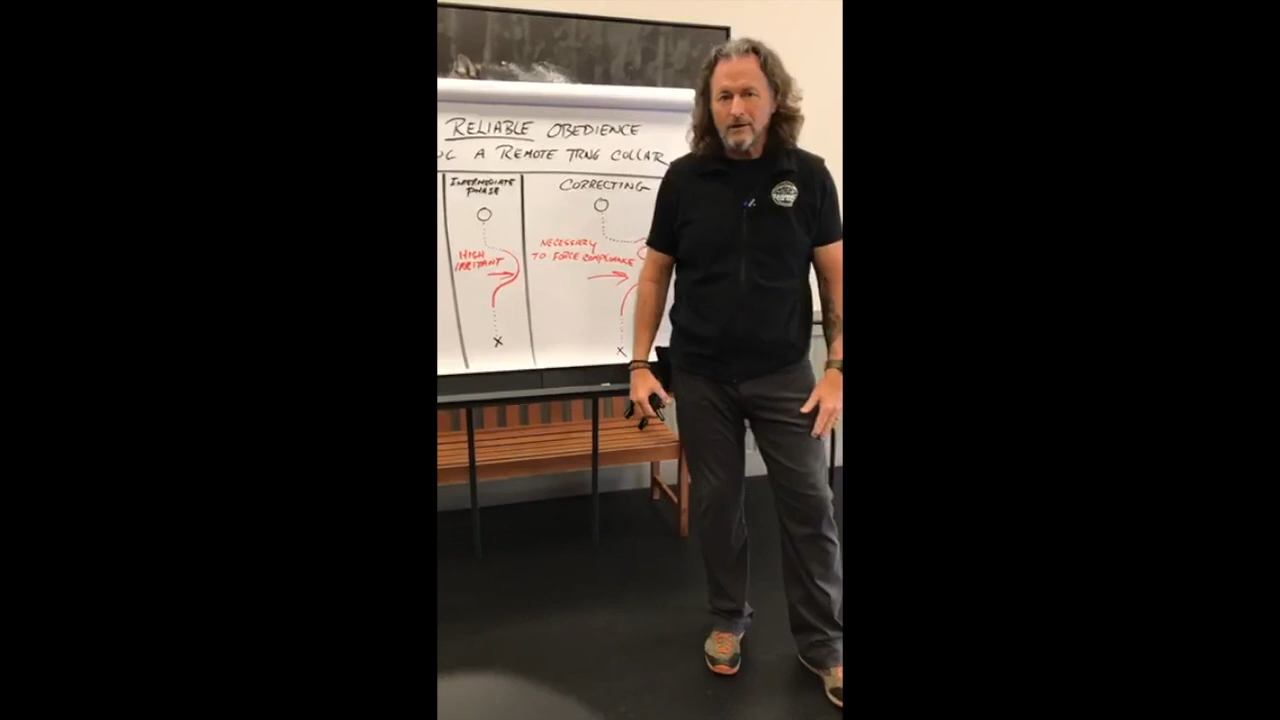 RELIABLE OBEDIENCE
A REMOTE TRNG COLLAR
INTERMEDIATE
PHASE
CORRECTING
HIGH
IRRITANT
NECESSARY
TO FORCE COMPLIANCE
X
X